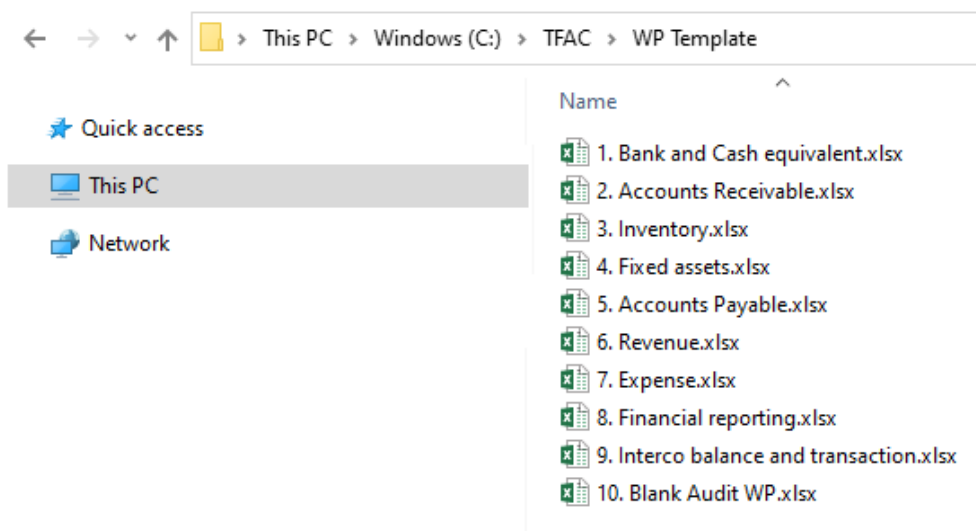 This PC > Windows (C:) > TFAC > WP Template
Quick access
This PC
Network
Name
1. Bank and Cash equivalent.xlsx
2. Accounts Receivable.xlsx
3. Inventory.xlsx
4. Fixed assets.xlsx
5. Accounts Payable.xlsx
6. Revenue.xlsx
7. Expense.xlsx
8. Financial reporting.xlsx
9. Interco balance and transaction.xlsx
10. Blank Audit WP.xlsx